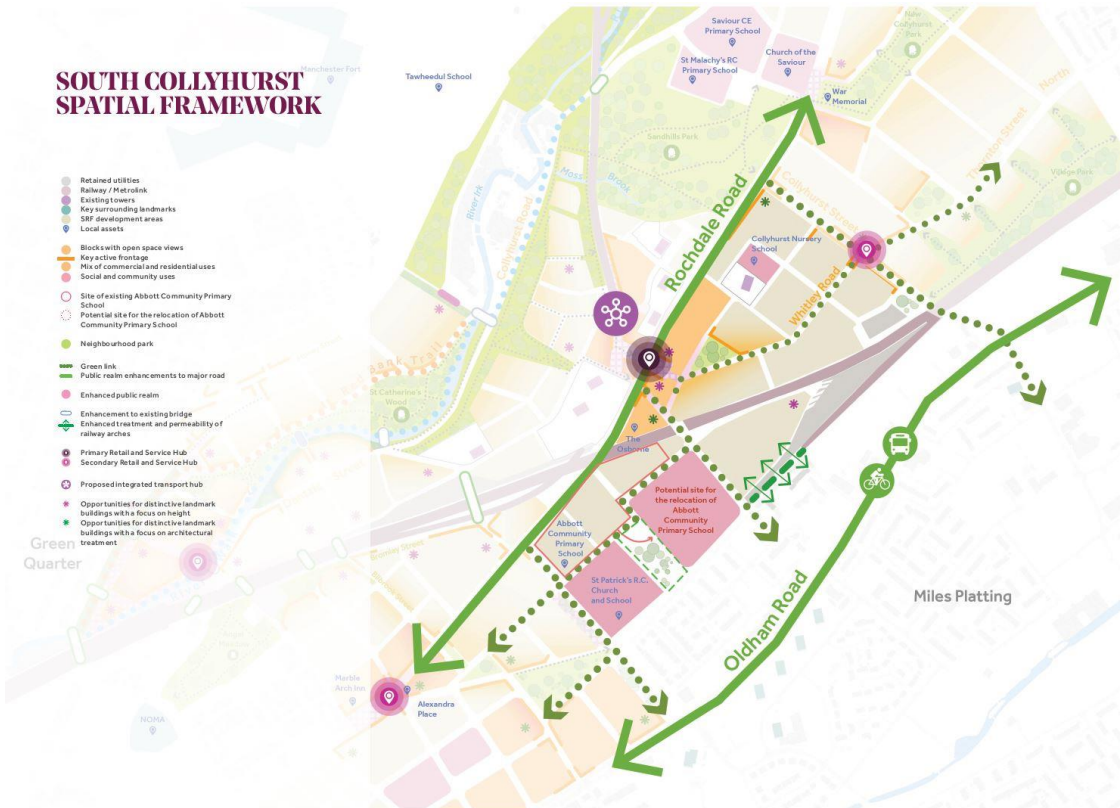 SOUTH COLLYHURST
SPATIAL FRAMEWORK
Retained utilities
Railway / Metrolink
Existing towers
Key surrounding landmarks
SRF development areas
Local assets
Blocks with open space views
Key active frontage
Mix of commercial and residential uses
Social and community uses
Site of existing Abbott Community Primary
School
Potential site for the relocation of Abbott
Community Primary School
Neighbourhood park
Green link
Public realm enhancements to major road
Enhanced public realm
Enhancement to existing bridge
Enhanced treatment and permeability of
railway arches
Primary Retail and Service Hub
Secondary Retail and Service Hub
Proposed integrated transport hub
Opportunities for distinctive landmark
buildings with a focus on height
Opportunities for distinctive landmark
buildings with a focus on architectural
treatment
Manchester Fort
Tawheedul School
Saviour CE
Primary School
St Malachy's RC
Primary School
Church of the
Saviour
War
Memorial
New
Collyhurst
Park
Sandhills Park
Moss
Brook
River Irk
Collyhurst Road
Rochdale Road
Collyhurst Street
Thornton Street
North
Village Park
Collyhurst Nursery
School
Whitley Road
Bank Trail
St Catherine's
Wood
The
Osborne
Potential site for
the relocation of
Abbott
Community
Primary School
Abbott
Community
Primary
School
St Patrick's R.C.
Church
and School
Oldham Road
Miles Platting
Green
Quarter
Marble
Arch Inn
Alexandra
Place
NOMA